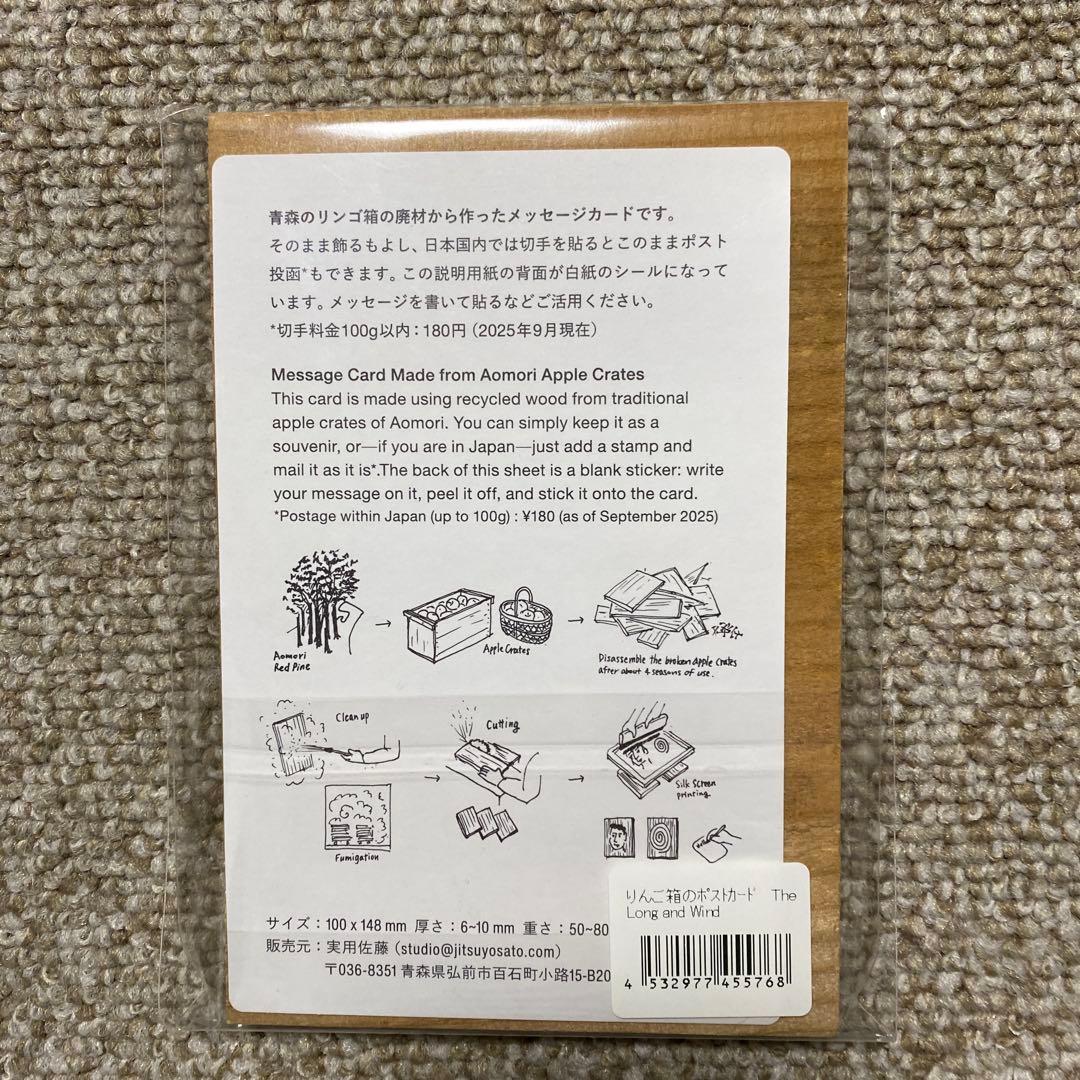 青森のリンゴ箱の廃材から作ったメッセージカードです。
そのまま飾るもよし、日本国内では切手を貼るとこのままポスト
投函*もできます。この説明用紙の背面が白紙のシールになって
います。メッセージを書いて貼るなどご活用ください。
*切手料金100g以内：180円（2025年9月現在）
Message Card Made from Aomori Apple Crates
This card is made using recycled wood from traditional
apple crates of Aomori. You can simply keep it as a
souvenir, or—if you are in Japan—just add a stamp and
mail it as it is*.The back of this sheet is a blank sticker: write
your message on it, peel it off, and stick it onto the card.
*Postage within Japan (up to 100g) : ¥180 (as of September 2025)
Aomori
Red Pine
→
Apple Crates
→
Disassemble the broken Apple Crates
after about 4 seasons of use.
Clean up
Fumigation
→
Cutting
→
Silk Screen
printing
サイズ：100 x 148 mm 厚さ：6~10 mm 重さ：50~80
販売元：実用佐藤（studio@jitsuyosato.com）
〒036-8351 青森県弘前市百石町小路15-B20
りんご箱のポストカード The
Long and Wind
4 532977 455768